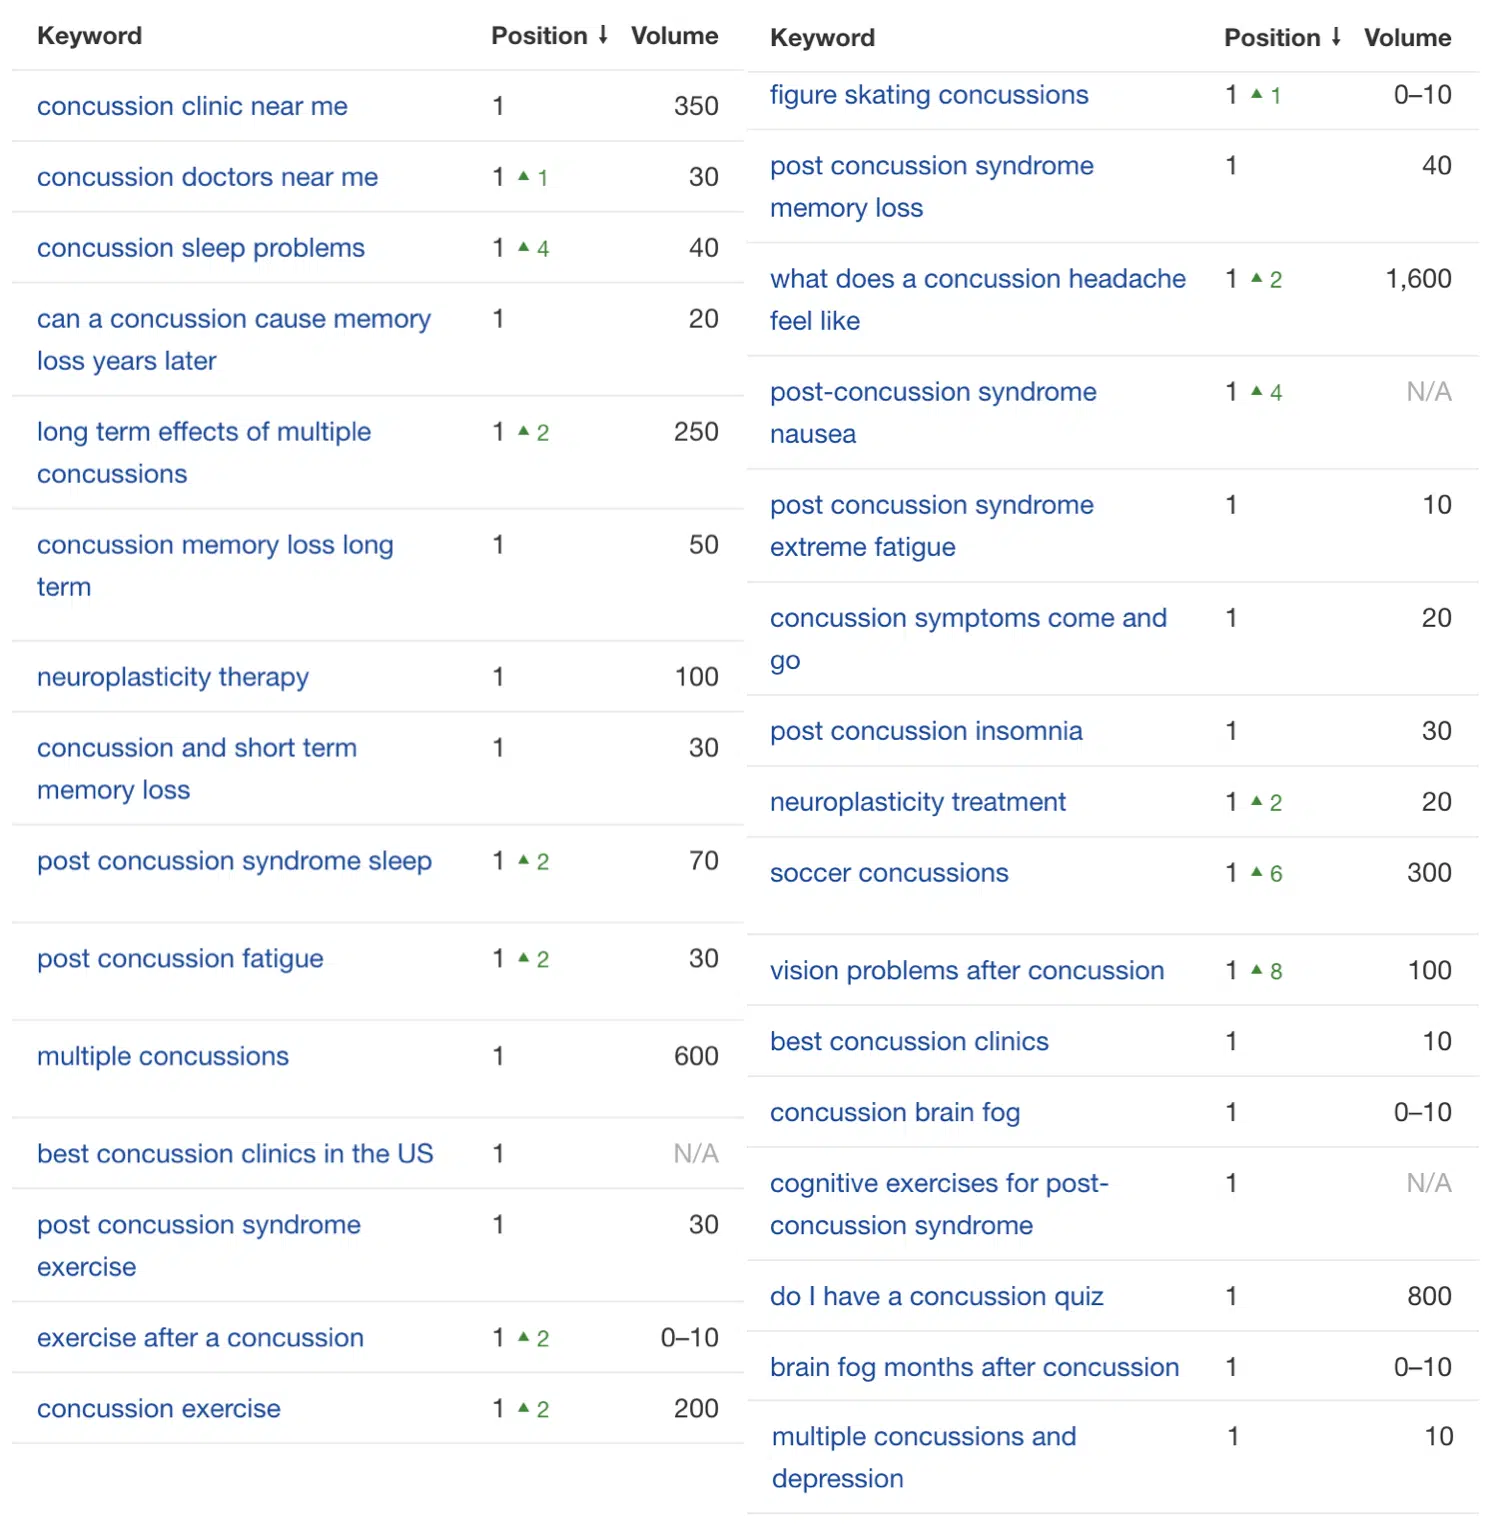 Keyword Position ↓ Volume
concussion clinic near me 1 350
concussion doctors near me 1 ▲ 1 30
concussion sleep problems 1 ▲ 4 40
can a concussion cause memory 1 20
loss years later
long term effects of multiple 1 ▲ 2 250
concussions
concussion memory loss long 1 50
term
neuroplasticity therapy 1 100
concussion and short term 1 30
memory loss
post concussion syndrome sleep 1 ▲ 2 70
post concussion fatigue 1 ▲ 2 30
multiple concussions 1 600
best concussion clinics in the US 1 N/A
post concussion syndrome 1 30
exercise
exercise after a concussion 1 ▲ 2 0–10
concussion exercise 1 ▲ 2 200
Keyword Position ↓ Volume
figure skating concussions 1 ▲ 1 0–10
post concussion syndrome 1 40
memory loss
what does a concussion headache 1 ▲ 2 1,600
feel like
post-concussion syndrome 1 ▲ 4 N/A
nausea
post concussion syndrome 1 10
extreme fatigue
concussion symptoms come and 1 20
go
post concussion insomnia 1 30
neuroplasticity treatment 1 ▲ 2 20
soccer concussions 1 ▲ 6 300
vision problems after concussion 1 ▲ 8 100
best concussion clinics 1 10
concussion brain fog 1 0–10
cognitive exercises for post- 1 N/A
concussion syndrome
do I have a concussion quiz 1 800
brain fog months after concussion 1 0–10
multiple concussions and 1 10
depression